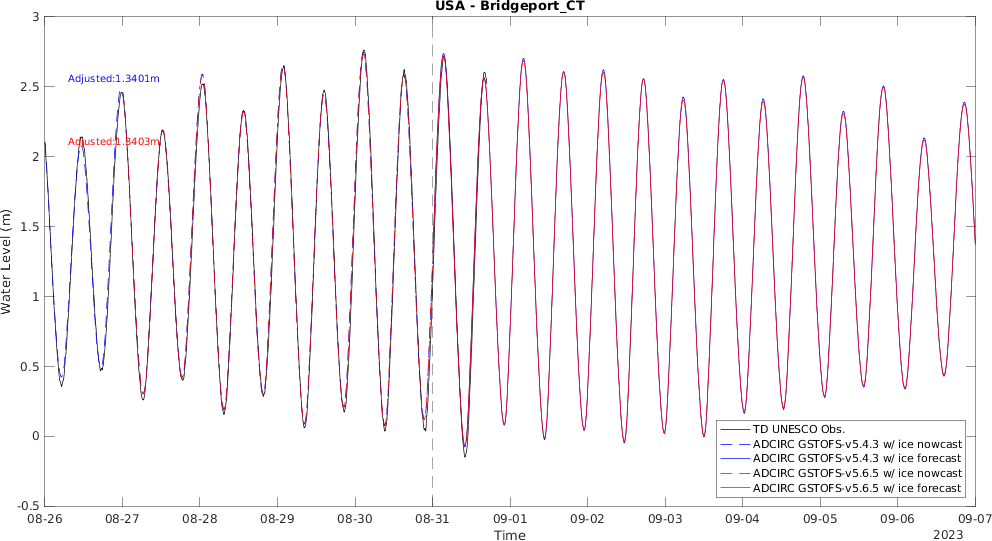 USA - Bridgeport_CT
3
2.5
2
1.5
1
0.5
0
-0.5
Water Level (m)
Adjusted:1.3401m
Adjusted:1.3403m
TD UNESCO Obs.
ADCIRC GSTOFS-v5.4.3 w/ ice nowcast
ADCIRC GSTOFS-v5.4.3 w/ ice forecast
ADCIRC GSTOFS-v5.6.5 w/ ice nowcast
ADCIRC GSTOFS-v5.6.5 w/ ice forecast
08-26 08-27 08-28 08-29 08-30 08-31 09-01 09-02 09-03 09-04 09-05 09-06 09-07
Time
2023